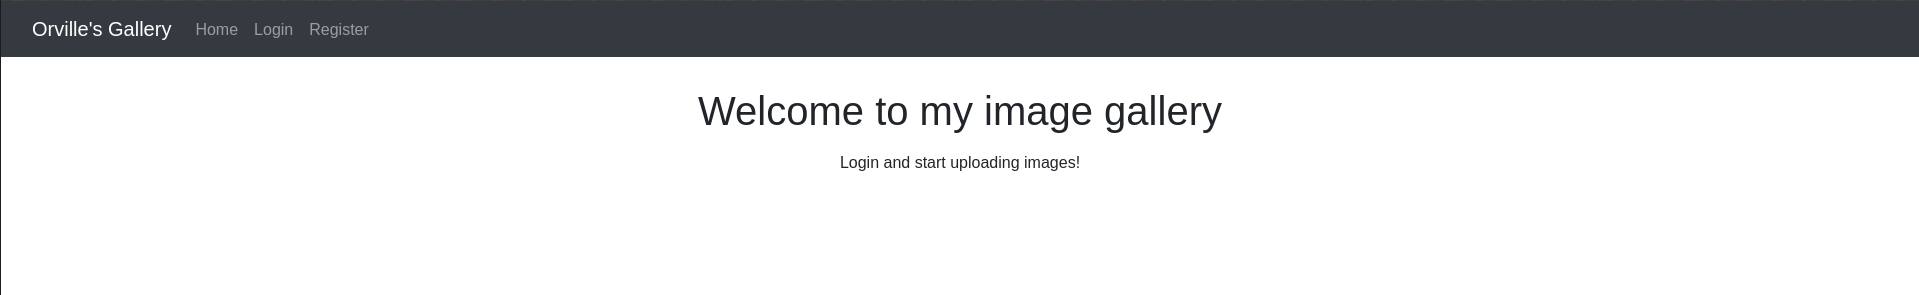 Orville's Gallery Home Login Register
Welcome to my image gallery
Login and start uploading images!